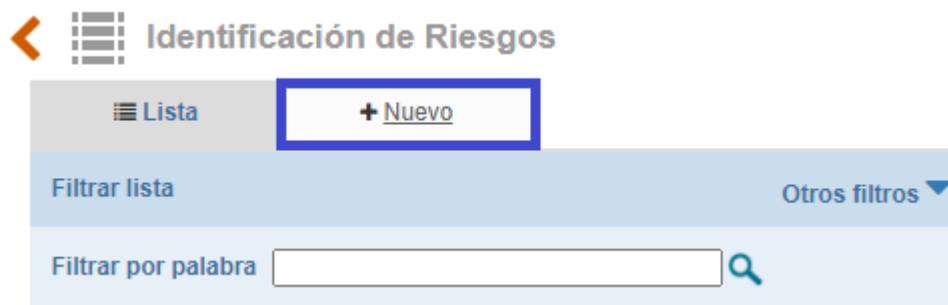 Identificación de Riesgos
Lista
+ Nuevo
Filtrar lista
Otros filtros
Filtrar por palabra